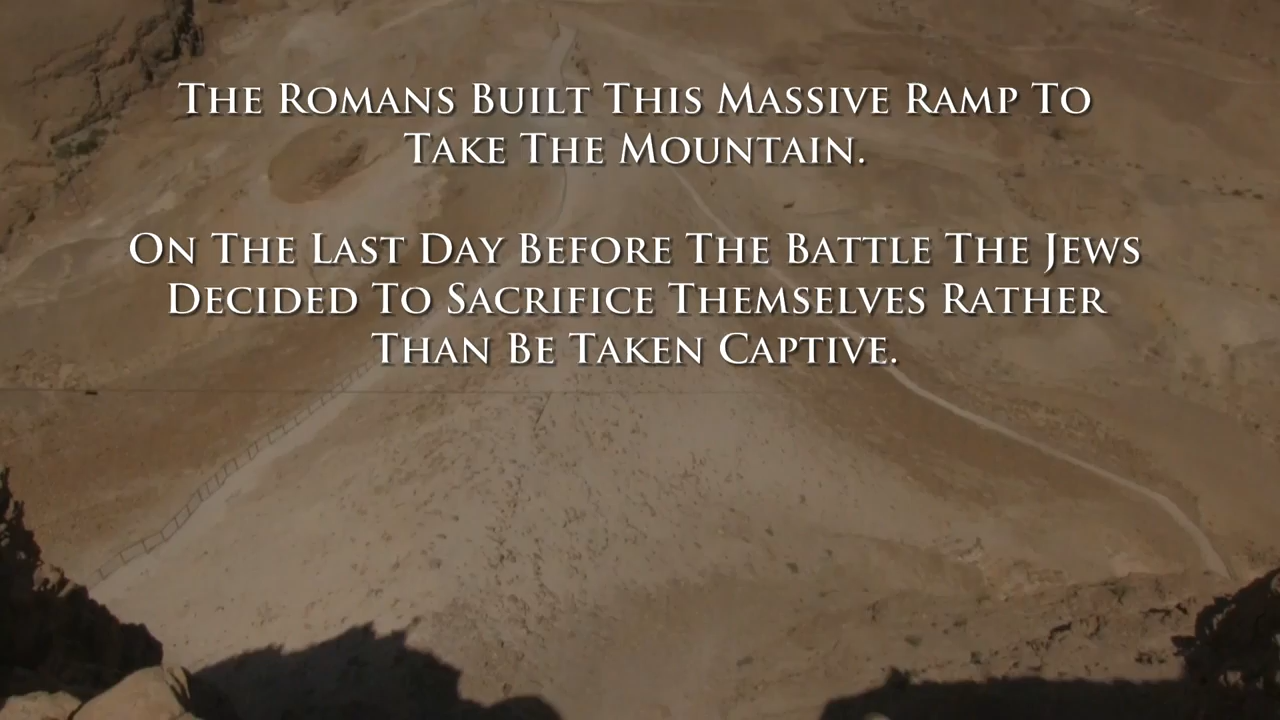 The Romans Built This Massive Ramp To
Take The Mountain.
On The Last Day Before The Battle The Jews
Decided To Sacrifice Themselves Rather
Than Be Taken Captive.